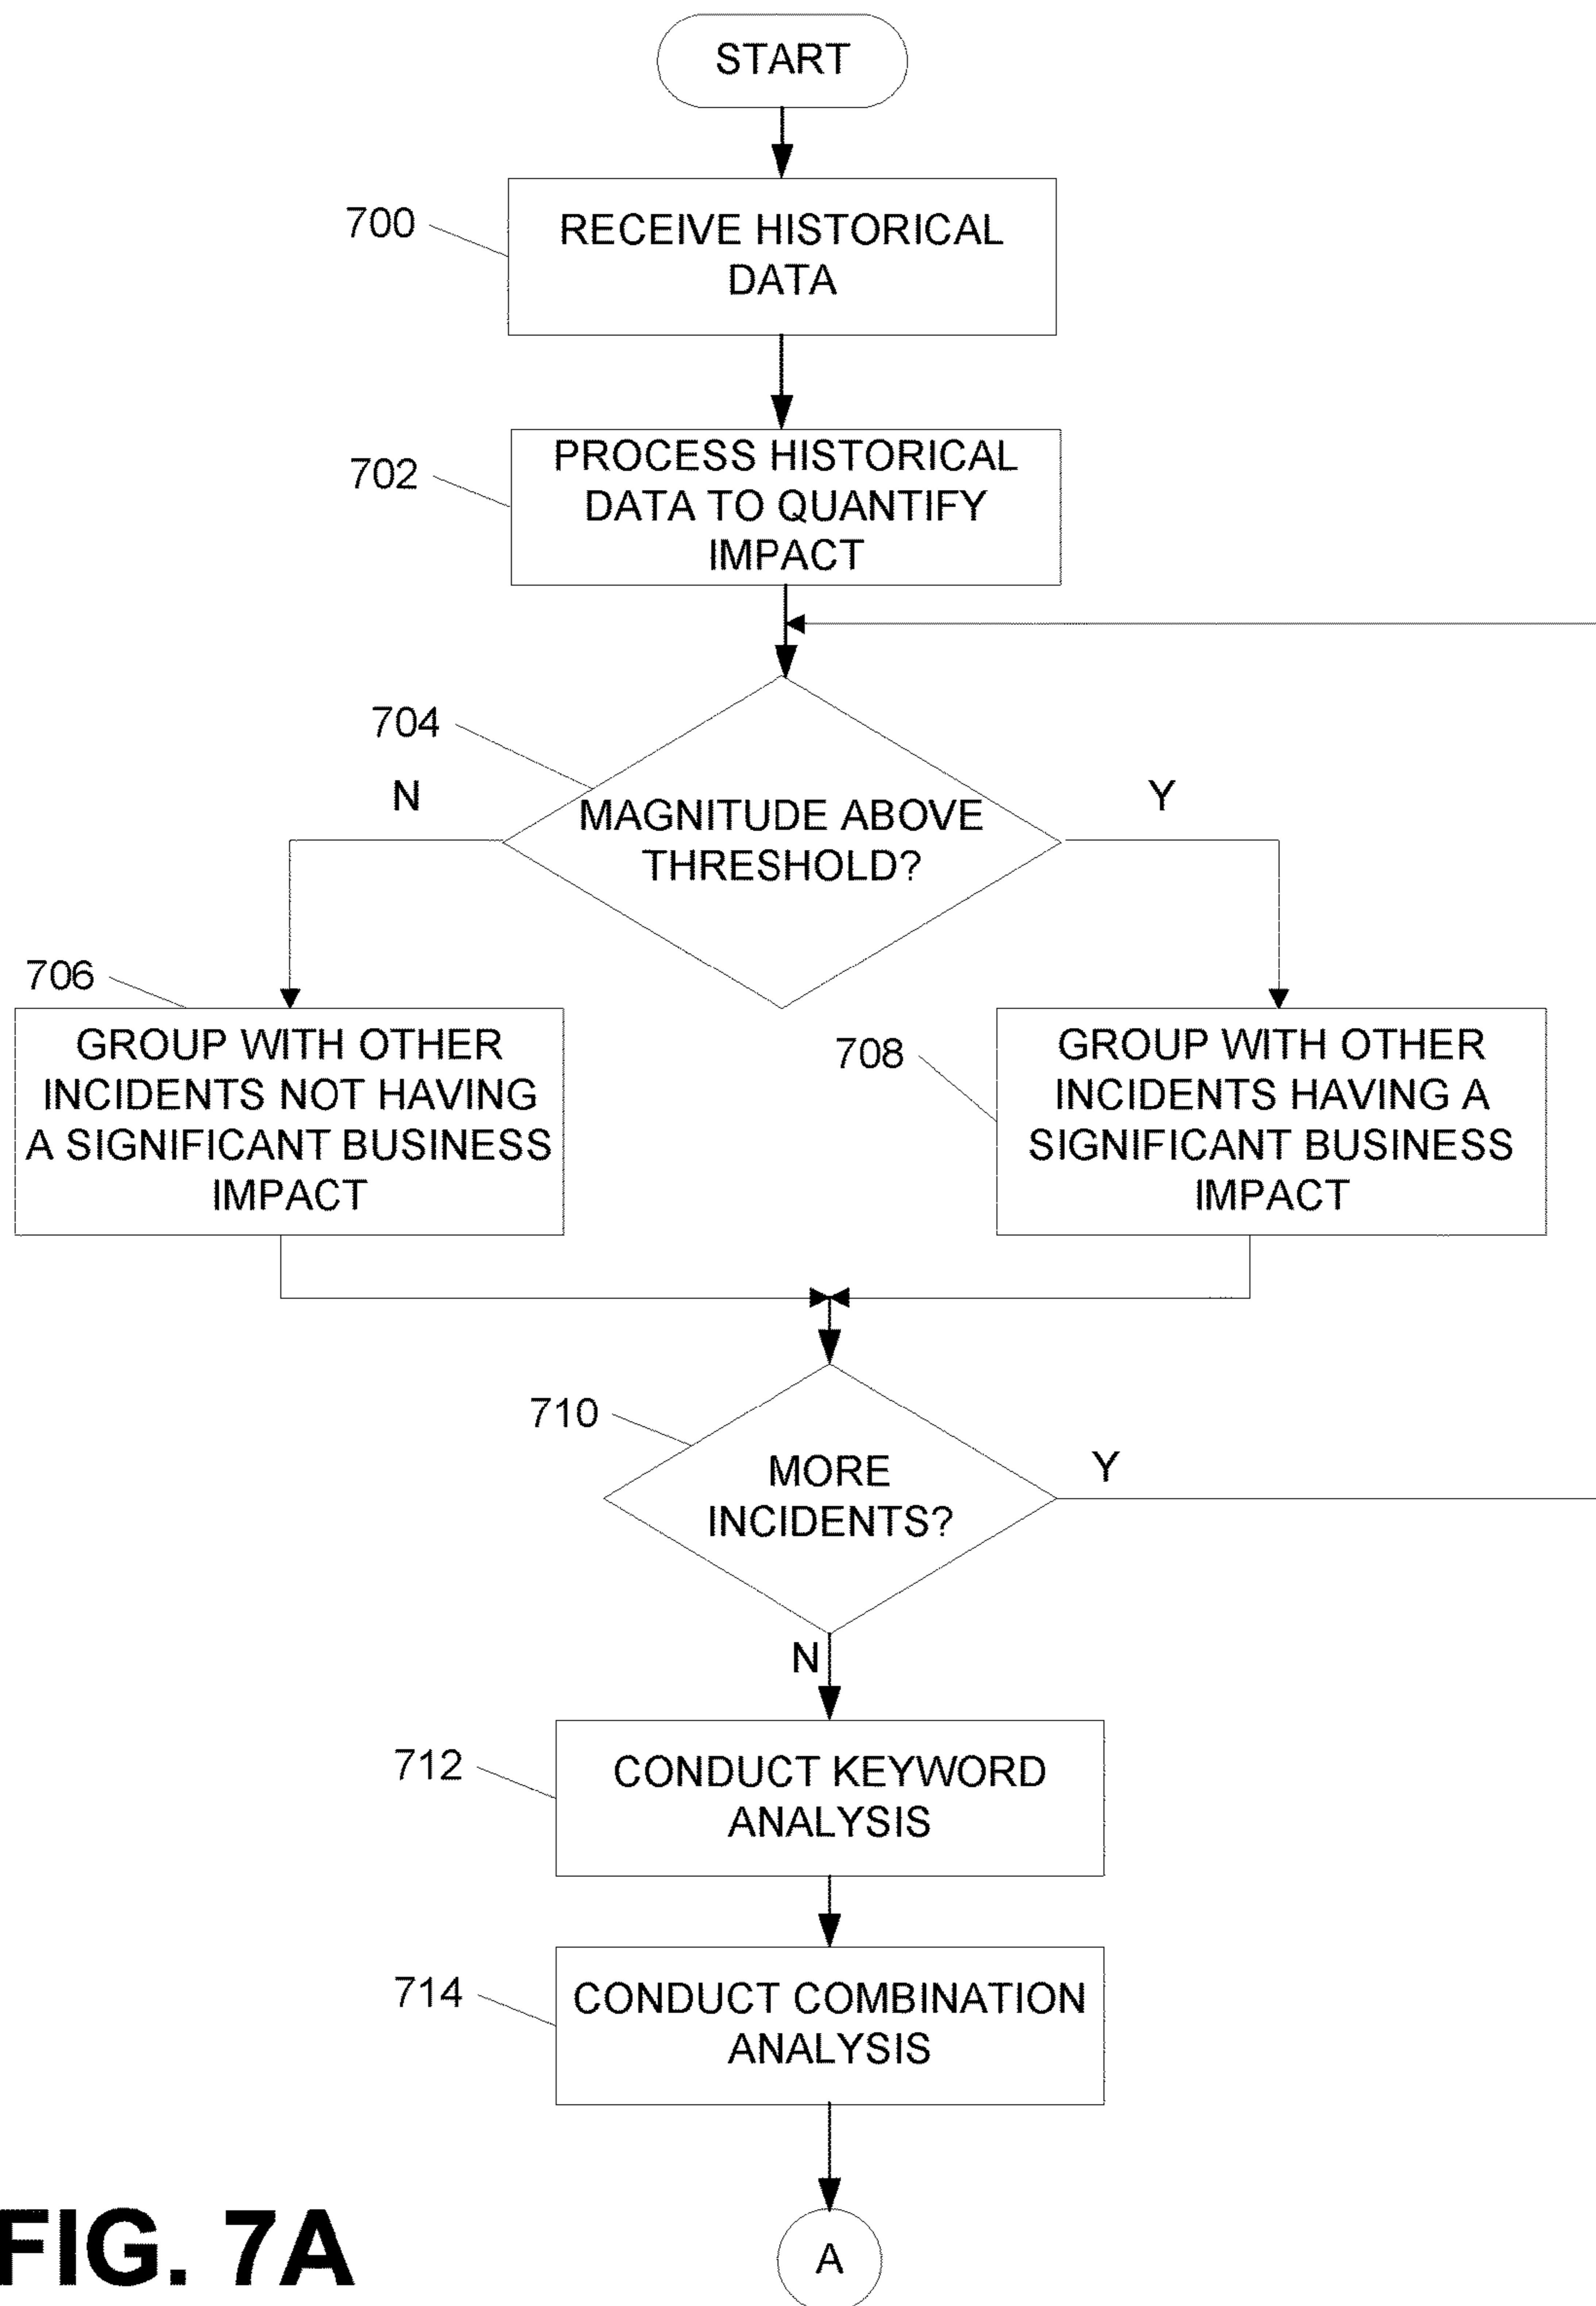 START
700
RECEIVE HISTORICAL
DATA
702
PROCESS HISTORICAL
DATA TO QUANTIFY
IMPACT
704
N
Y
MAGNITUDE ABOVE
THRESHOLD?
706
GROUP WITH OTHER
INCIDENTS NOT HAVING
A SIGNIFICANT BUSINESS
IMPACT
708
GROUP WITH OTHER
INCIDENTS HAVING A
SIGNIFICANT BUSINESS
IMPACT
710
MORE
INCIDENTS?
Y
N
712
CONDUCT KEYWORD
ANALYSIS
714
CONDUCT COMBINATION
ANALYSIS
A
FIG. 7A